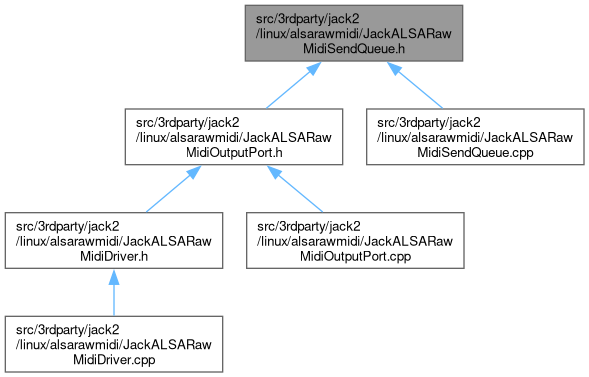 src/3rdparty/jack2
/linux/alsarawmidi/JackALSARaw
MidiSendQueue.h
src/3rdparty/jack2
/linux/alsarawmidi/JackALSARaw
MidiOutputPort.h
src/3rdparty/jack2
/linux/alsarawmidi/JackALSARaw
MidiSendQueue.cpp
src/3rdparty/jack2
/linux/alsarawmidi/JackALSARaw
MidiDriver.h
src/3rdparty/jack2
/linux/alsarawmidi/JackALSARaw
MidiOutputPort.cpp
src/3rdparty/jack2
/linux/alsarawmidi/JackALSARaw
MidiDriver.cpp